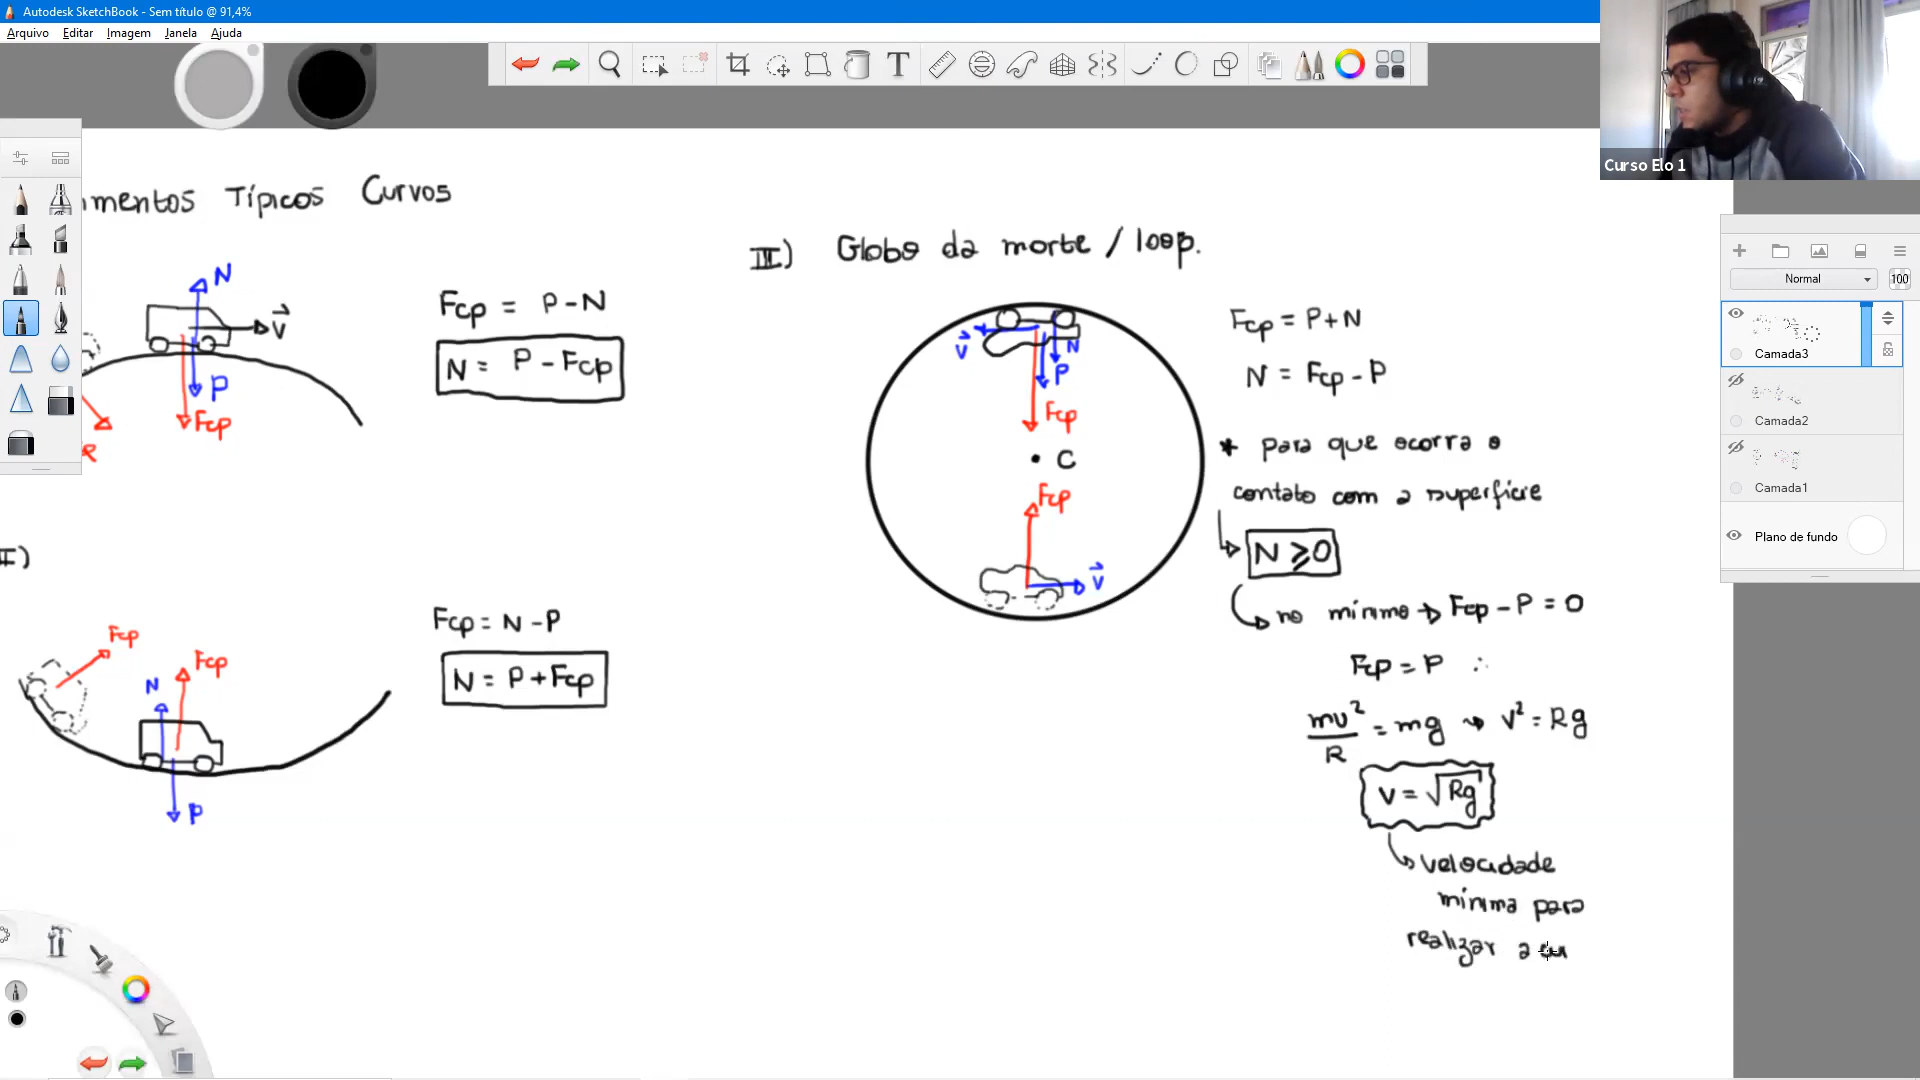 Autodesk SketchBook - Sem título @ 91,4%
Arquivo Editar Imagem Janela Ajuda
Curso Elo 1
mentos Típicos Curvos
N
v
P
Fcp
R
Fcp = P - N
N = P - Fcp
II)
Fcp
Fcp
N
P
Fcp = N - P
N = P + Fcp
III) Globo da morte / loop.
v
N
P
Fcp
C
Fcp
v
Fcp = P + N
N = Fcp - P
* para que ocorra o
contato com a superfície
N ⩾ 0
no mínimo → Fcp - P = 0
Fcp = P ∴
mv²/R = mg → v² = Rg
v = √Rg
velocidade
mínima para
realizar a cu
Normal
100
Camada3
Camada2
Camada1
Plano de fundo